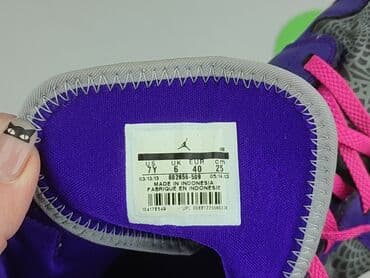 US UK EUR CM
7Y 6 40 25
03/13/13 602656-509 05/14/13
MADE IN INDONESIA
FABRIQUE EN INDONESIE